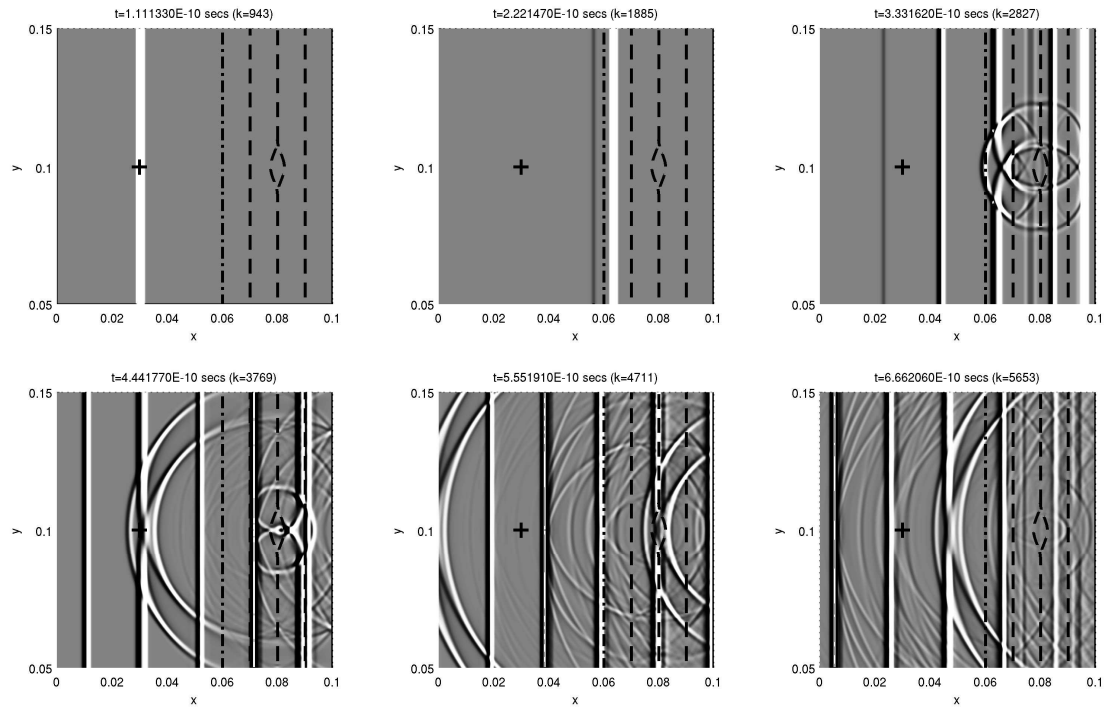 t=1.111330E-10 secs (k=943)
t=2.221470E-10 secs (k=1885)
t=3.331620E-10 secs (k=2827)
0.15
0.15
0.15
y
0.1
y
0.1
y
0.1
0.05
0.05
0.05
0 0.02 0.04 0.06 0.08 0.1
0 0.02 0.04 0.06 0.08 0.1
0 0.02 0.04 0.06 0.08 0.1
x
x
x
t=4.441770E-10 secs (k=3769)
t=5.551910E-10 secs (k=4711)
t=6.662060E-10 secs (k=5653)
0.15
0.15
0.15
y
0.1
y
0.1
y
0.1
0.05
0.05
0.05
0 0.02 0.04 0.06 0.08 0.1
0 0.02 0.04 0.06 0.08 0.1
0 0.02 0.04 0.06 0.08 0.1
x
x
x